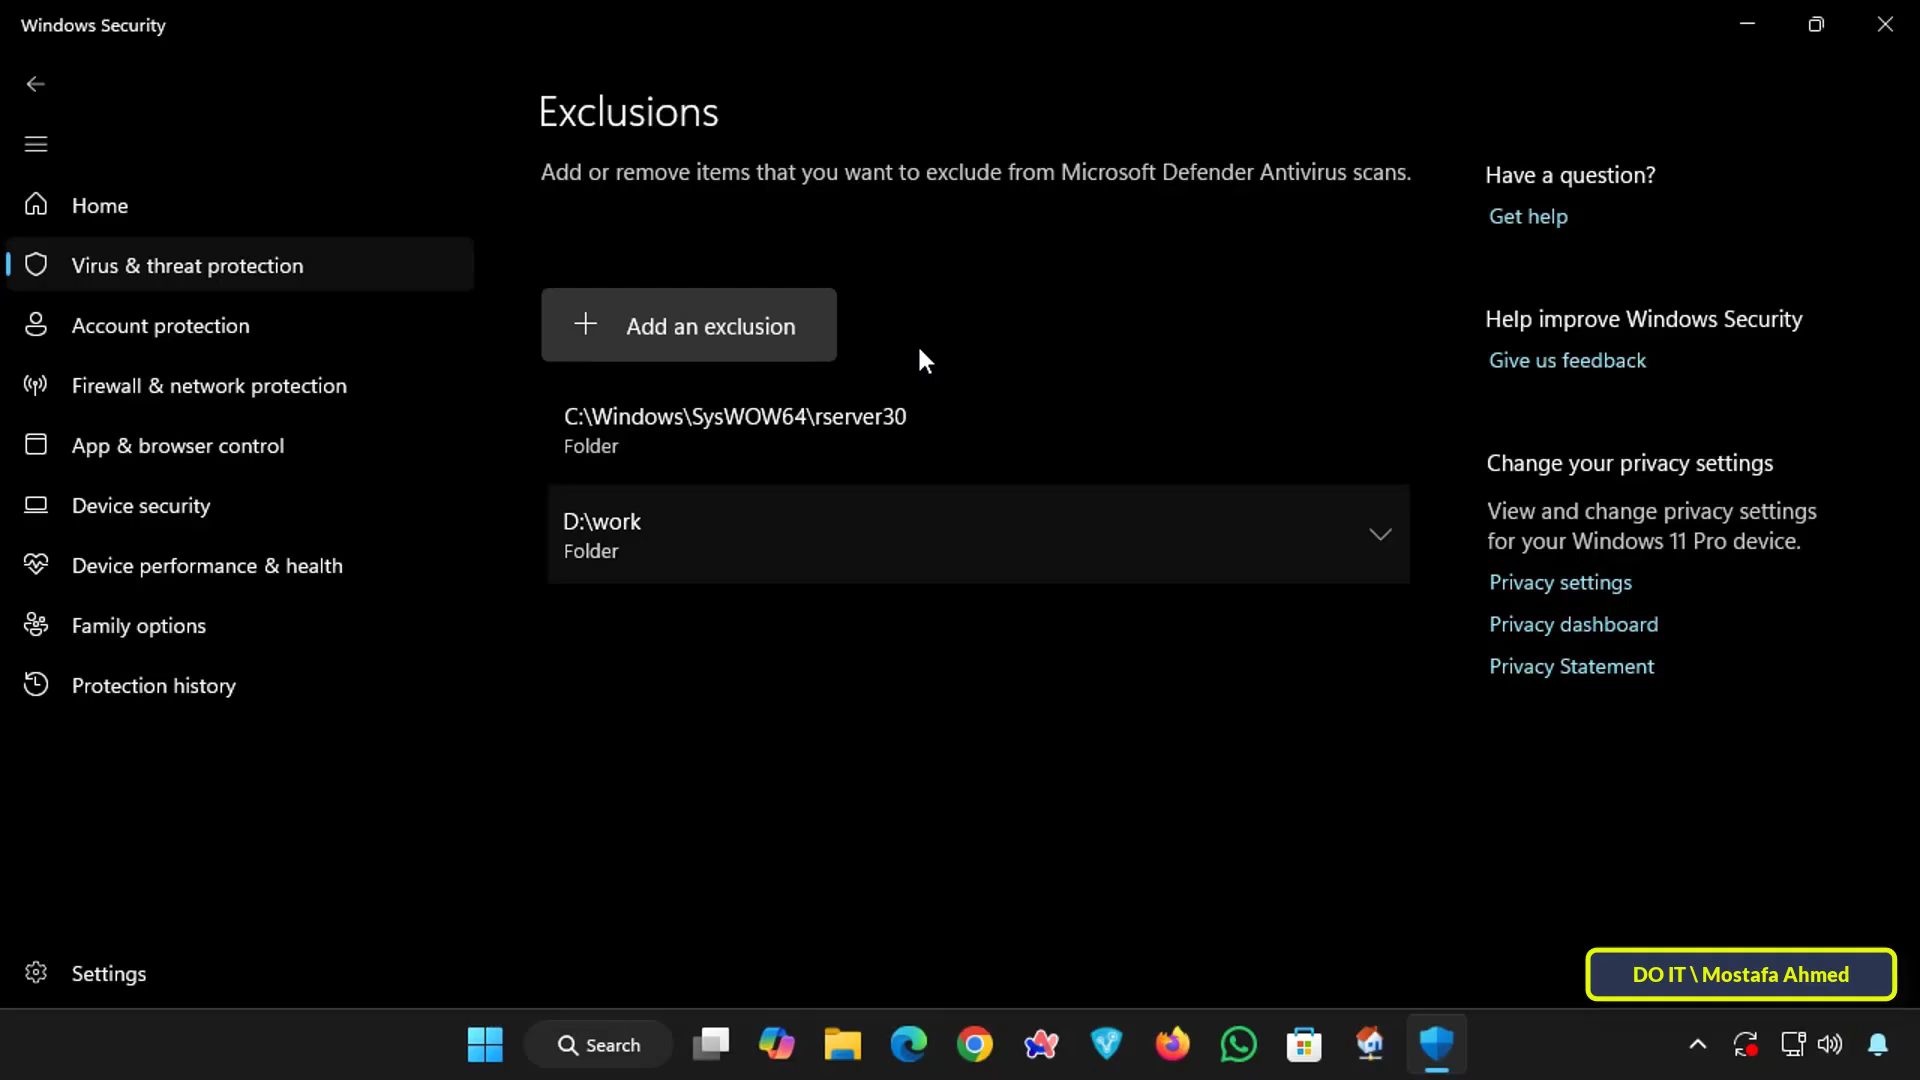 Windows Security
Exclusions
Add or remove items that you want to exclude from Microsoft Defender Antivirus scans.
Home
Virus & threat protection
Account protection
Firewall & network protection
App & browser control
Device security
Device performance & health
Family options
Protection history
Settings
Add an exclusion
C:\Windows\SysWOW64\rserver30
Folder
D:\work
Folder
Have a question?
Get help
Help improve Windows Security
Give us feedback
Change your privacy settings
View and change privacy settings
for your Windows 11 Pro device.
Privacy settings
Privacy dashboard
Privacy Statement
DO IT \ Mostafa Ahmed
Search